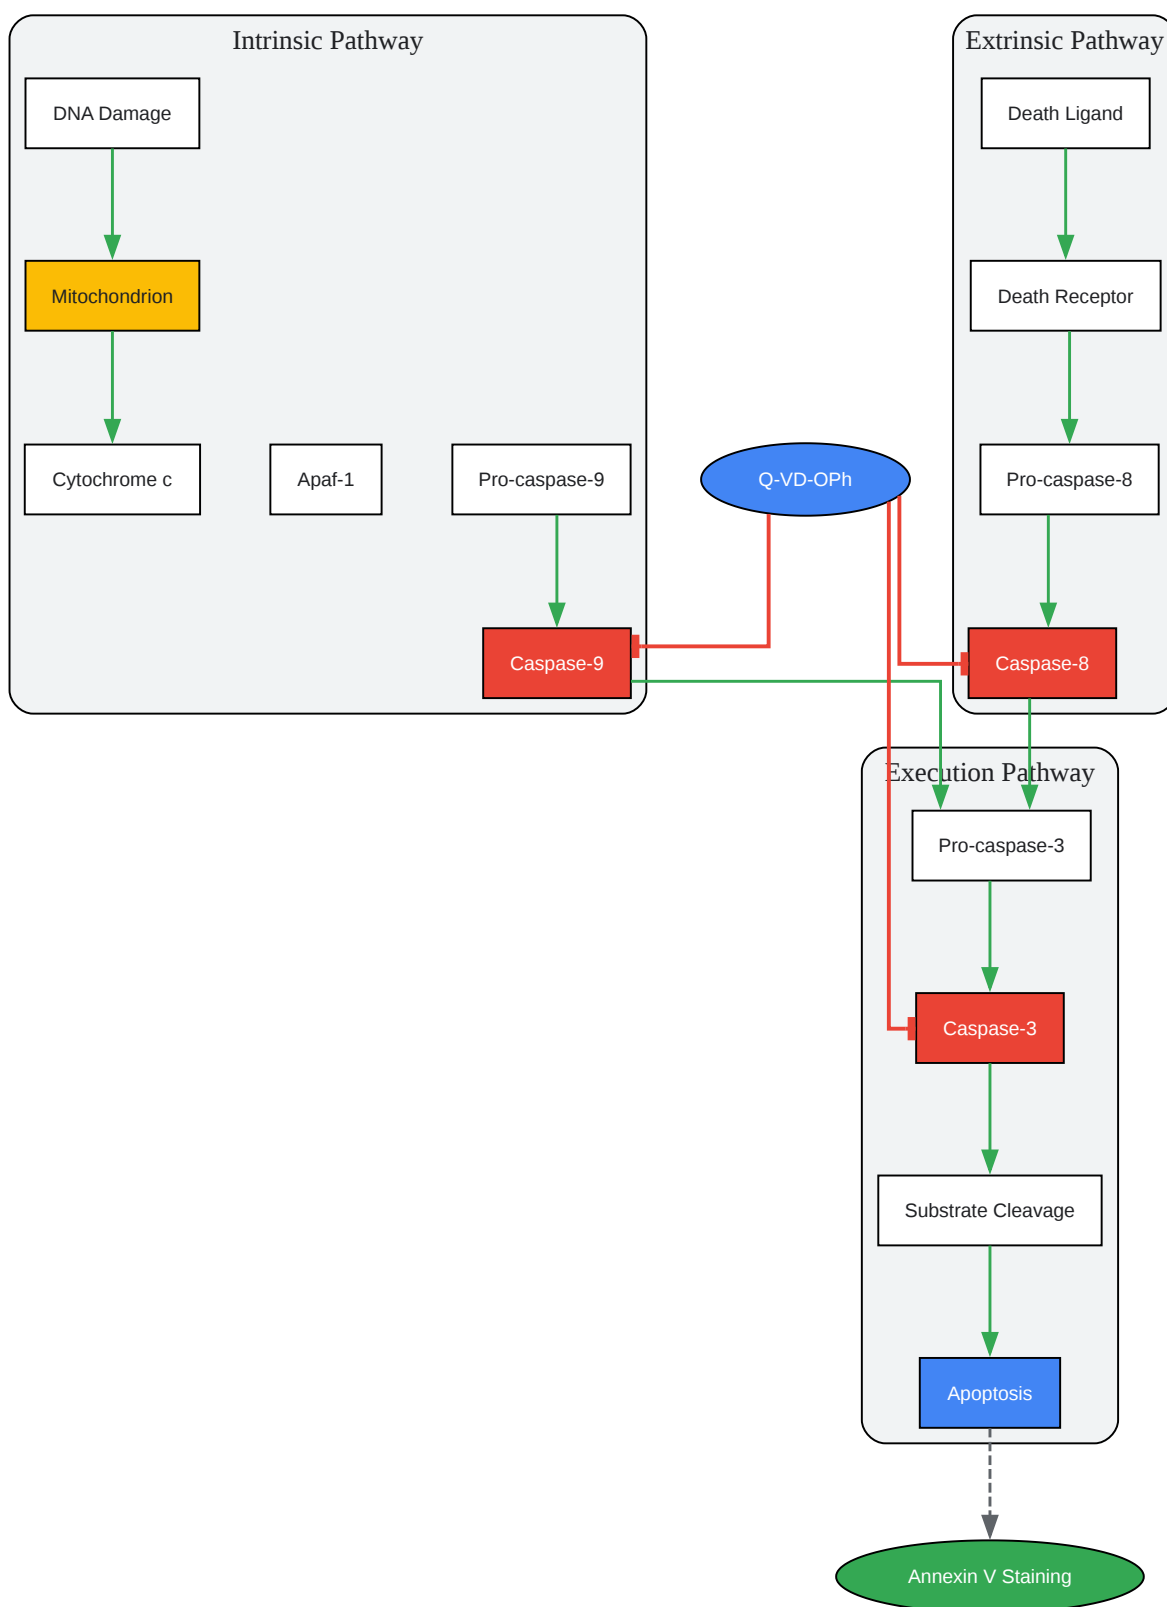 Intrinsic Pathway
Extrinsic Pathway
DNA Damage
Death Ligand
Mitochondrion
Death Receptor
Cytochrome c
Apaf-1
Pro-caspase-9
Q-VD-OPh
Pro-caspase-8
Caspase-9
Caspase-8
Execution Pathway
Pro-caspase-3
Caspase-3
Substrate Cleavage
Apoptosis
Annexin V Staining